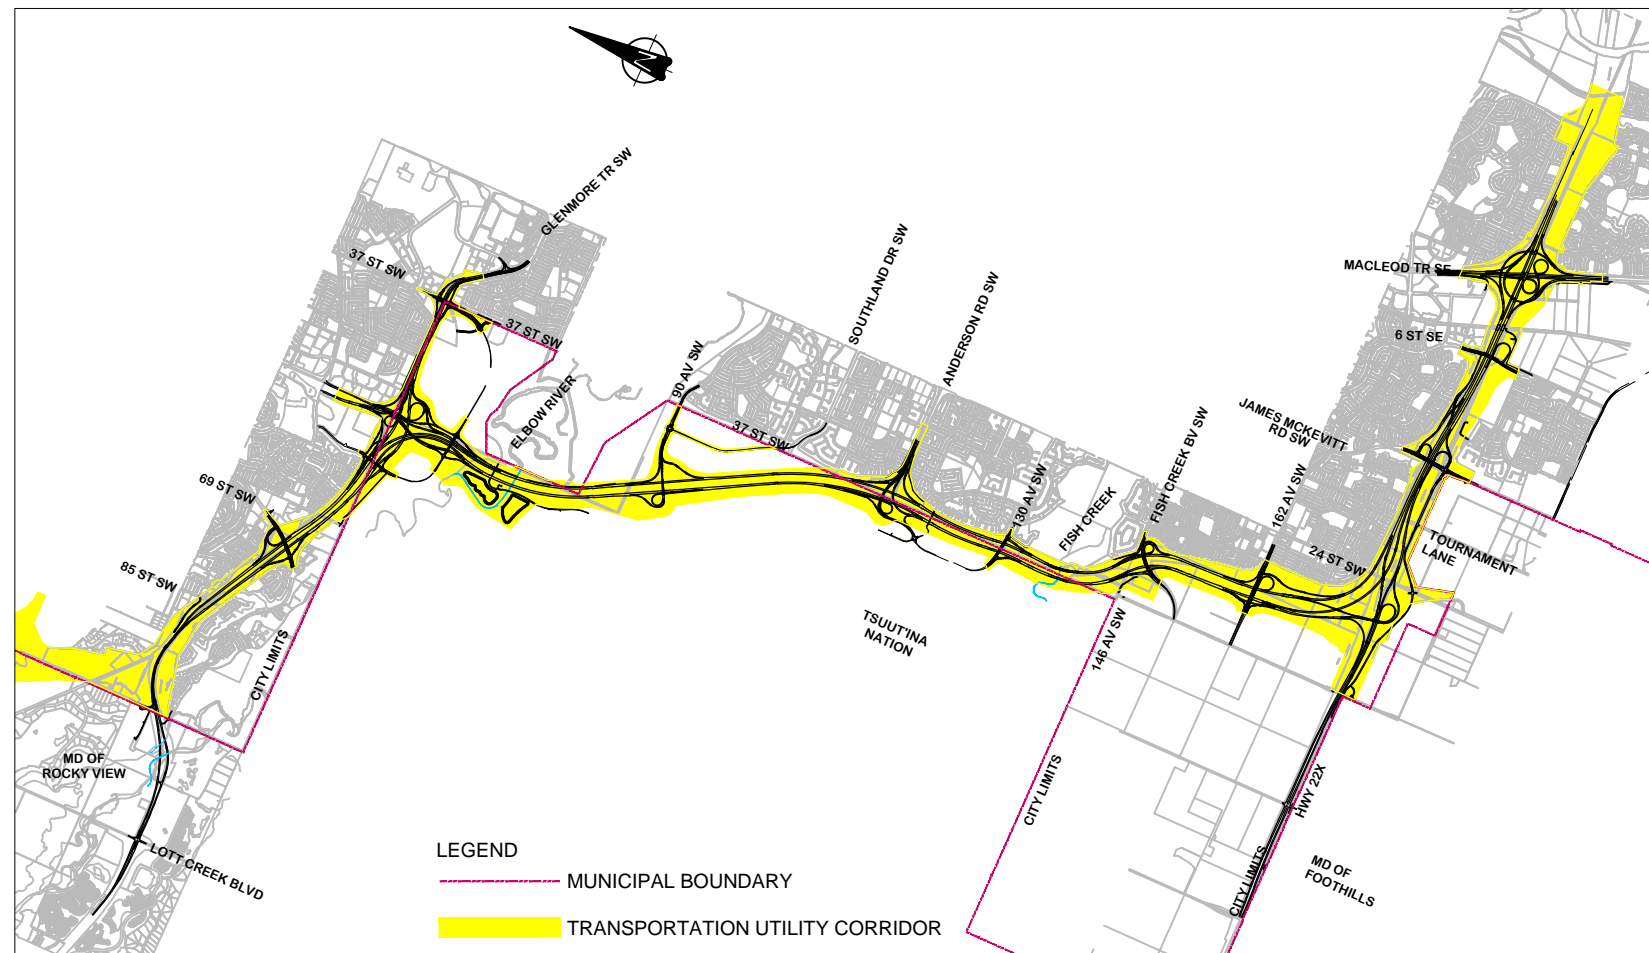 N
GLENMORE TR SW
37 ST SW
37 ST SW
ELBOW RIVER
90 AV SW
SOUTHLAND DR SW
ANDERSON RD SW
37 ST SW
MACLEOD TR SE
6 ST SE
JAMES MCKEVITT
RD SW
FISH CREEK BV SW
162 AV SW
130 AV SW
FISH CREEK
24 ST SW
TOURNAMENT
LANE
69 ST SW
85 ST SW
CITY LIMITS
TSUUT'INA
NATION
146 AV SW
MD OF
ROCKY VIEW
LOTT CREEK BLVD
CITY LIMITS
HWY 22X
CITY LIMITS
MD OF
FOOTHILLS
LEGEND
MUNICIPAL BOUNDARY
TRANSPORTATION UTILITY CORRIDOR